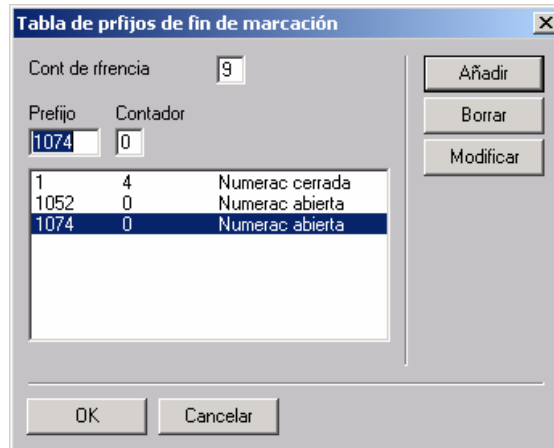 Tabla de prfijos de fin de marcación
Cont de rfrencia 9
Prefijo Contador
1074 0
1 4 Numerac cerrada
1052 0 Numerac abierta
1074 0 Numerac abierta
Añadir
Borrar
Modificar
OK Cancelar